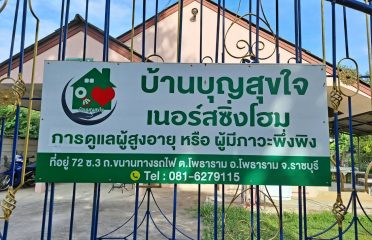 บ้านบุญสุขใจ
เนอร์สซิ่งโฮม
การดูแลผู้สูงอายุ หรือ ผู้มีภาวะพึ่งพิง
ที่อยู่ 72 ซ.3 ถ.ขนานทางรถไฟ ต.โพธาราม อ.โพธาราม จ.ราชบุรี
Tel : 081-6279115